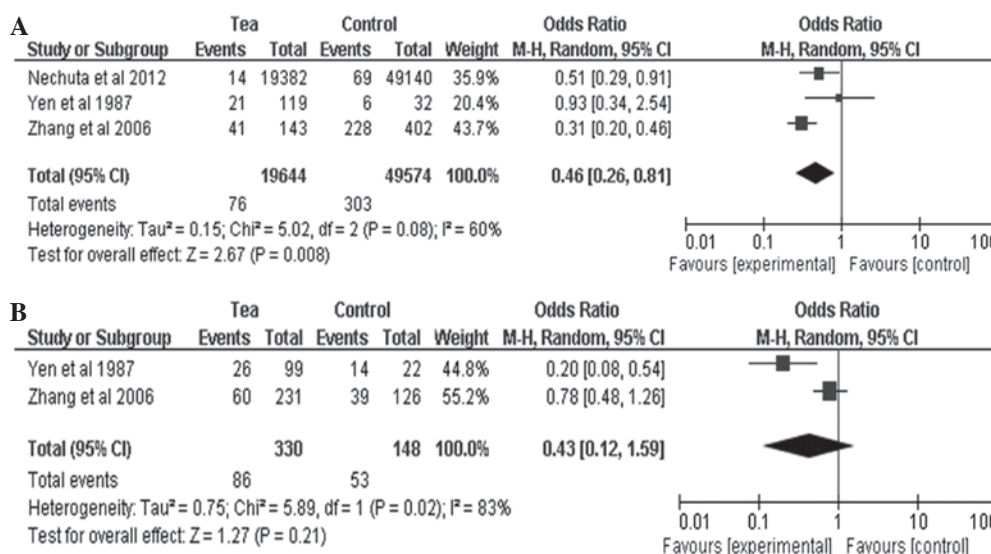 A
Tea Control Odds Ratio Odds Ratio
Study or Subgroup Events Total Events Total Weight M-H, Random, 95% CI M-H, Random, 95% CI
Nechuta et al 2012 14 19382 69 49140 35.9% 0.51 [0.29, 0.91]
Yen et al 1987 21 119 6 32 20.4% 0.93 [0.34, 2.54]
Zhang et al 2006 41 143 228 402 43.7% 0.31 [0.20, 0.46]
Total (95% CI) 19644 49574 100.0% 0.46 [0.26, 0.81]
Total events 76 303
Heterogeneity: Tau² = 0.15; Chi² = 5.02, df = 2 (P = 0.08); I² = 60%
Test for overall effect: Z = 2.67 (P = 0.008)
0.01 0.1 1 10 100
Favours [experimental] Favours [control]
B
Tea Control Odds Ratio Odds Ratio
Study or Subgroup Events Total Events Total Weight M-H, Random, 95% CI M-H, Random, 95% CI
Yen et al 1987 26 99 14 22 44.8% 0.20 [0.08, 0.54]
Zhang et al 2006 60 231 39 126 55.2% 0.78 [0.48, 1.26]
Total (95% CI) 330 148 100.0% 0.43 [0.12, 1.59]
Total events 86 53
Heterogeneity: Tau² = 0.75; Chi² = 5.89, df = 1 (P = 0.02); I² = 83%
Test for overall effect: Z = 1.27 (P = 0.21)
0.01 0.1 1 10 100
Favours [experimental] Favours [control]